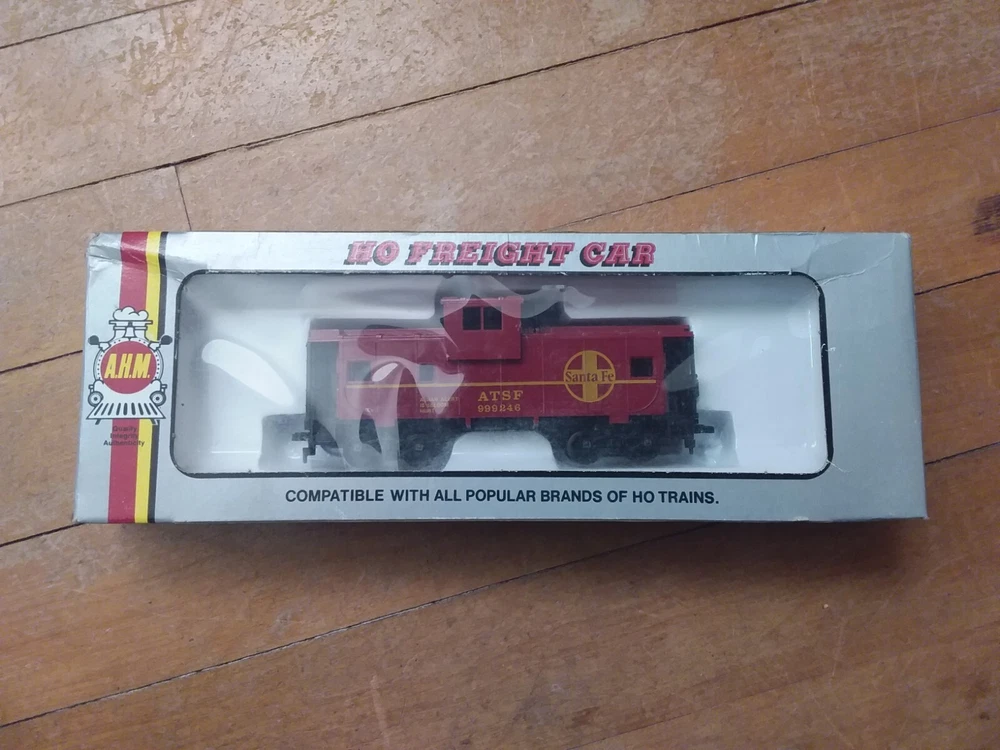 HO FREIGHT CAR
A.H.M.
Quality
Integrity
Authenticity
Santa Fe
ATSF
999246
COMPATIBLE WITH ALL POPULAR BRANDS OF HO TRAINS.